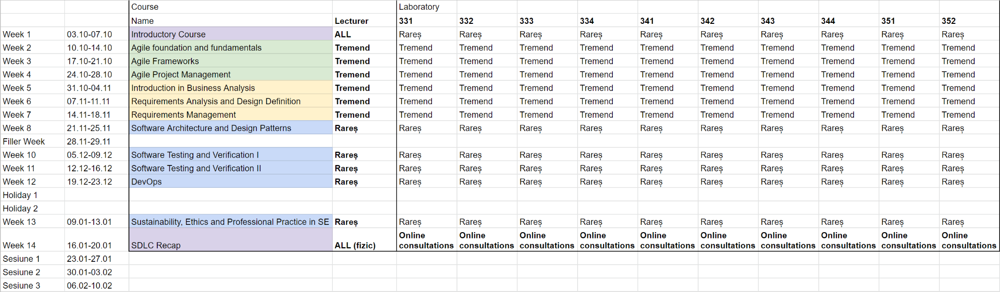 Course Laboratory
Name Lecturer 331 332 333 334 341 342 343 344 351 352
Week 1 03.10-07.10 Introductory Course ALL Rareș Rareș Rareș Rareș Rareș Rareș Rareș Rareș Rareș Rareș
Week 2 10.10-14.10 Agile foundation and fundamentals Tremend Tremend Tremend Tremend Tremend Tremend Tremend Tremend Tremend Tremend Tremend
Week 3 17.10-21.10 Agile Frameworks Tremend Tremend Tremend Tremend Tremend Tremend Tremend Tremend Tremend Tremend Tremend
Week 4 24.10-28.10 Agile Project Management Tremend Tremend Tremend Tremend Tremend Tremend Tremend Tremend Tremend Tremend Tremend
Week 5 31.10-04.11 Introduction in Business Analysis Tremend Tremend Tremend Tremend Tremend Tremend Tremend Tremend Tremend Tremend Tremend
Week 6 07.11-11.11 Requirements Analysis and Design Definition Tremend Tremend Tremend Tremend Tremend Tremend Tremend Tremend Tremend Tremend Tremend
Week 7 14.11-18.11 Requirements Management Tremend Tremend Tremend Tremend Tremend Tremend Tremend Tremend Tremend Tremend Tremend
Week 8 21.11-25.11 Software Architecture and Design Patterns Rareș Rareș Rareș Rareș Rareș Rareș Rareș Rareș Rareș Rareș Rareș
Filler Week 28.11-29.11
Week 10 05.12-09.12 Software Testing and Verification I Rareș Rareș Rareș Rareș Rareș Rareș Rareș Rareș Rareș Rareș Rareș
Week 11 12.12-16.12 Software Testing and Verification II Rareș Rareș Rareș Rareș Rareș Rareș Rareș Rareș Rareș Rareș Rareș
Week 12 19.12-23.12 DevOps Rareș Rareș Rareș Rareș Rareș Rareș Rareș Rareș Rareș Rareș Rareș
Holiday 1
Holiday 2
Week 13 09.01-13.01 Sustainability, Ethics and Professional Practice in SE Rareș Rareș Rareș Rareș Rareș Rareș Rareș Rareș Rareș Rareș Rareș
Online Online Online Online Online Online Online Online Online Online
Week 14 16.01-20.01 SDLC Recap ALL (fizic) consultations consultations consultations consultations consultations consultations consultations consultations consultations consultations
Sesiune 1 23.01-27.01
Sesiune 2 30.01-03.02
Sesiune 3 06.02-10.02